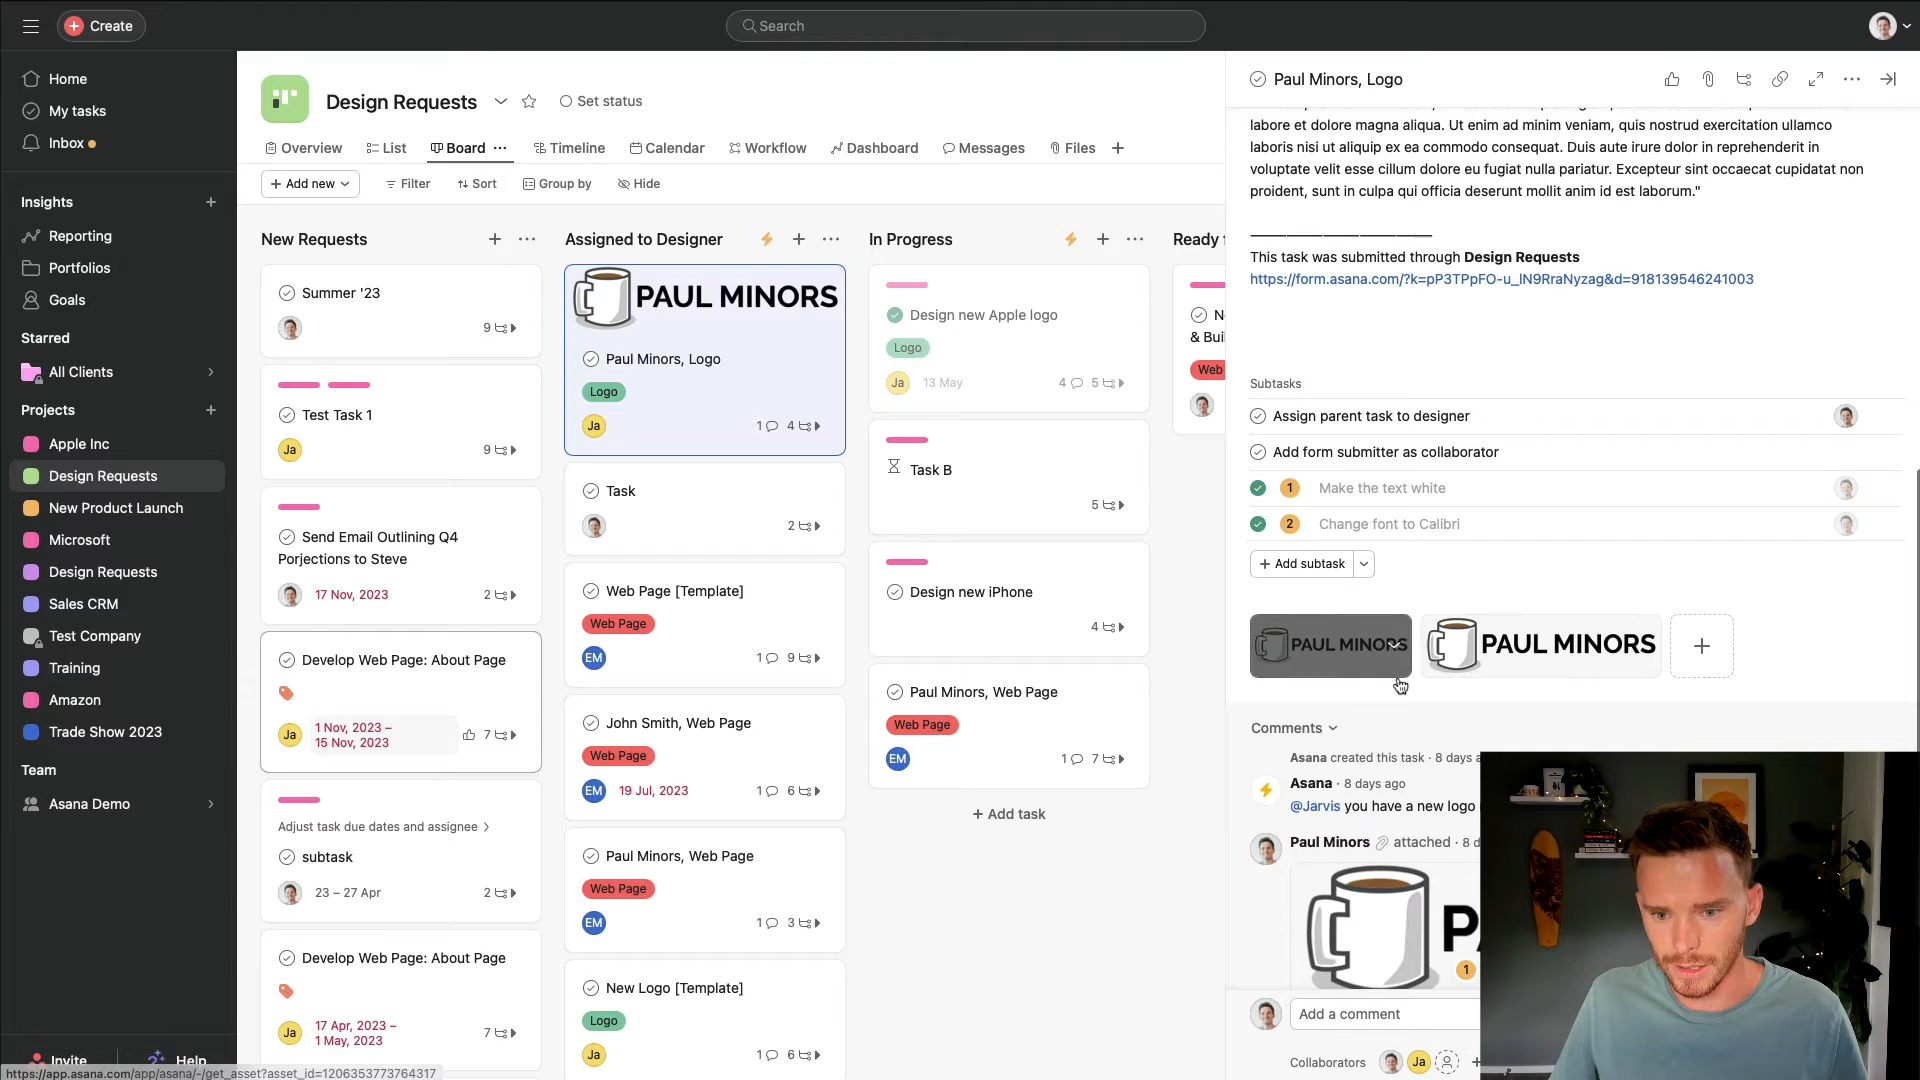 Create
Search
Home
My tasks
Inbox
Insights
Reporting
Portfolios
Goals
Starred
All Clients
Projects
Apple Inc
Design Requests
New Product Launch
Microsoft
Design Requests
Sales CRM
Test Company
Training
Amazon
Trade Show 2023
Team
Asana Demo
Invite
Help
https://app.asana.com/app/asana/-/get_asset?asset_id=1206353773764317
Design Requests
Set status
Overview
List
Board
Timeline
Calendar
Workflow
Dashboard
Messages
Files
Add new
Filter
Sort
Group by
Hide
New Requests
Summer '23
9
Test Task 1
Ja
9
Send Email Outlining Q4
Porjections to Steve
17 Nov, 2023
2
Develop Web Page: About Page
Ja
1 Nov, 2023 –
15 Nov, 2023
7
Adjust task due dates and assignee
subtask
23 – 27 Apr
2
Develop Web Page: About Page
Ja
17 Apr, 2023 –
1 May, 2023
7
Assigned to Designer
PAUL MINORS
Paul Minors, Logo
Logo
Ja
1 4
Task
2
Web Page [Template]
Web Page
EM
1 9
John Smith, Web Page
Web Page
EM
19 Jul, 2023
1 6
Paul Minors, Web Page
Web Page
EM
1 3
New Logo [Template]
Logo
Ja
1 6
In Progress
Design new Apple logo
Logo
Ja
13 May
4 5
Task B
5
Design new iPhone
4
Paul Minors, Web Page
Web Page
EM
1 7
Add task
Ready
& Bui
Web
Paul Minors, Logo
labore et dolore magna aliqua. Ut enim ad minim veniam, quis nostrud exercitation ullamco
laboris nisi ut aliquip ex ea commodo consequat. Duis aute irure dolor in reprehenderit in
voluptate velit esse cillum dolore eu fugiat nulla pariatur. Excepteur sint occaecat cupidatat non
proident, sunt in culpa qui officia deserunt mollit anim id est laborum."
This task was submitted through Design Requests
https://form.asana.com/?k=pP3TPpFO-u_lN9RraNyzag&d=918139546241003
Subtasks
Assign parent task to designer
Add form submitter as collaborator
1 Make the text white
2 Change font to Calibri
Add subtask
PAUL MINORS
PAUL MINORS
Comments
Asana created this task · 8 days a
Asana · 8 days ago
@Jarvis you have a new logo
Paul Minors attached · 8 d
P
1
Add a comment
Collaborators
Ja